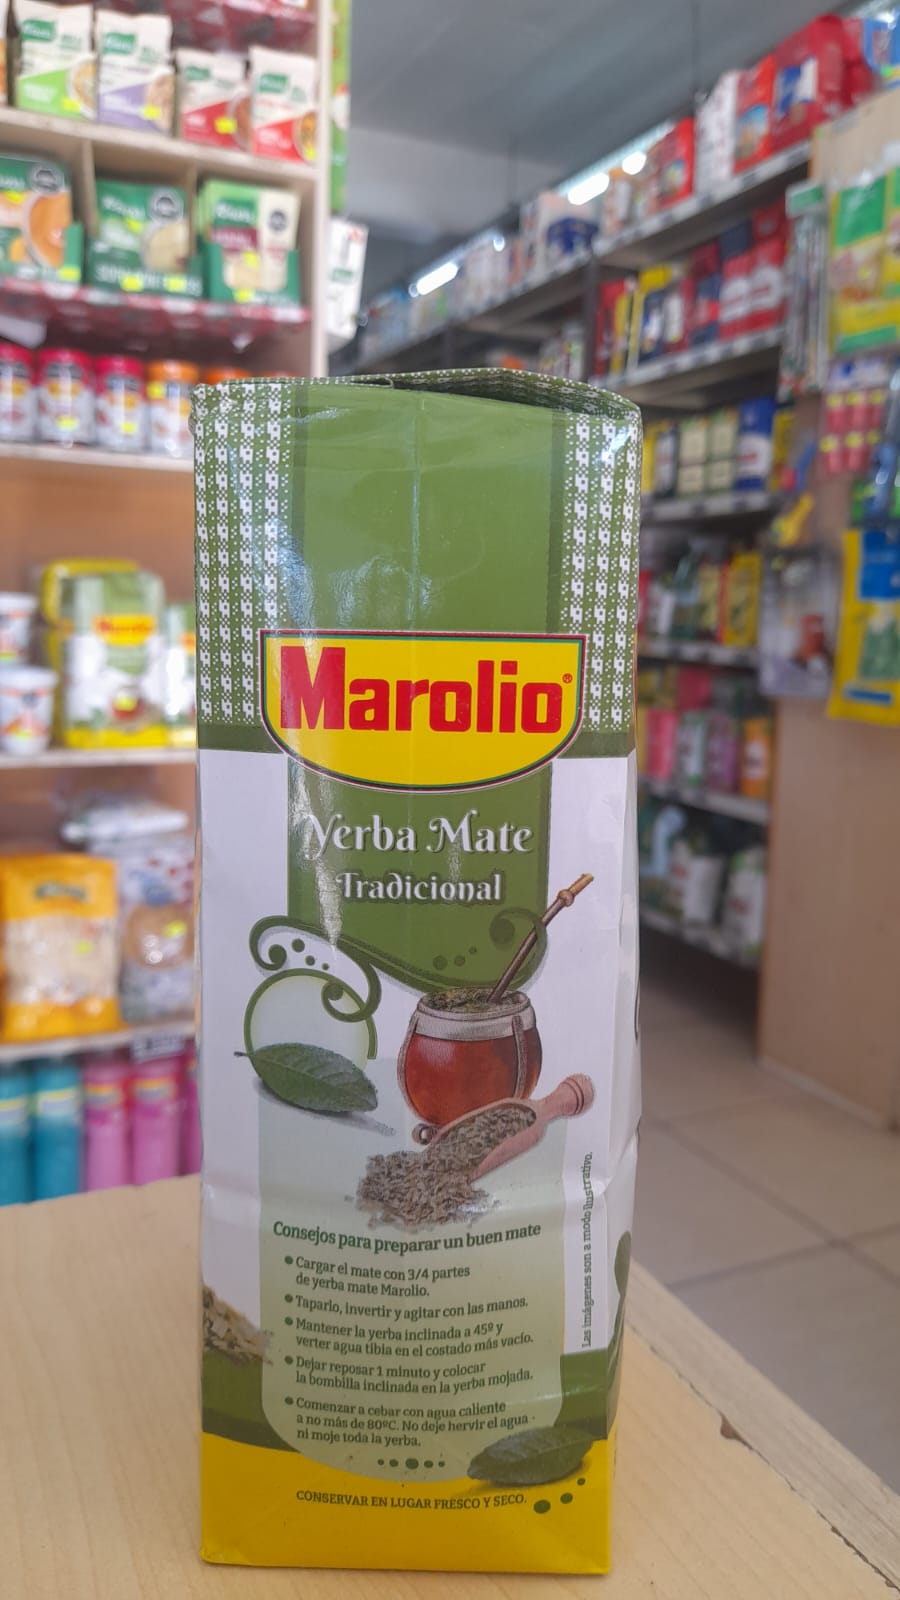 Knorr
Knorr
Knorr
Marolio
Marolio®
Yerba Mate
Tradicional
Consejos para preparar un buen mate
• Cargar el mate con 3/4 partes
de yerba mate Marolio.
• Taparlo, invertir y agitar con las manos.
• Mantener la yerba inclinada a 45º y
verter agua tibia en el costado más vacío.
• Dejar reposar 1 minuto y colocar
la bombilla inclinada en la yerba mojada.
• Comenzar a cebar con agua caliente
a no más de 80ºC. No deje hervir el agua
ni moje toda la yerba.
CONSERVAR EN LUGAR FRESCO Y SECO.
Las imágenes son a modo ilustrativo.